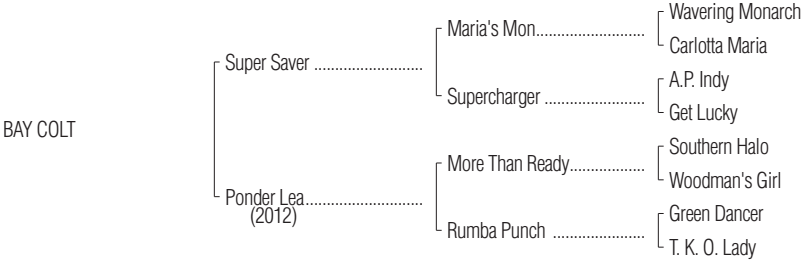 Wavering Monarch
Maria's Mon........................
Carlotta Maria
Super Saver ........................
A.P. Indy
Supercharger ......................
Get Lucky
BAY COLT
Southern Halo
More Than Ready.................
Woodman's Girl
Ponder Lea..........................
(2012)
Green Dancer
Rumba Punch ....................
T. K. O. Lady